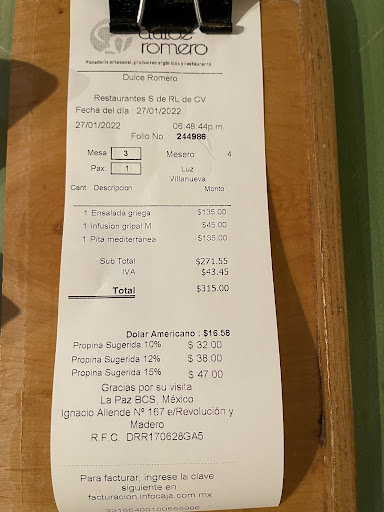 dulce
romero
Panadería artesanal, productos orgánicos y restaurante
Dulce Romero
Restaurantes S de RL de CV
Fecha del día : 27/01/2022
27/01/2022 06:48:44p.m.
Folio No.: 244986
Mesa 3 Mesero: 4
Pax: 1 Luz
Villanueva
Cant. Descripcion Monto
1 Ensalada griega $135.00
1 Infusion gripal M $45.00
1 Pita mediterranea $135.00
Sub Total $271.55
IVA $43.45
Total $315.00
Dolar Americano : $16.58
Propina Sugerida 10% $ 32.00
Propina Sugerida 12% $ 38.00
Propina Sugerida 15% $ 47.00
Gracias por su visita
La Paz BCS, México
Ignacio Allende Nº 167 e/Revolución y
Madero
R.F.C. DRR170628GA5
Para facturar, ingrese la clave
siguiente en
facturacion.infocaja.com.mx